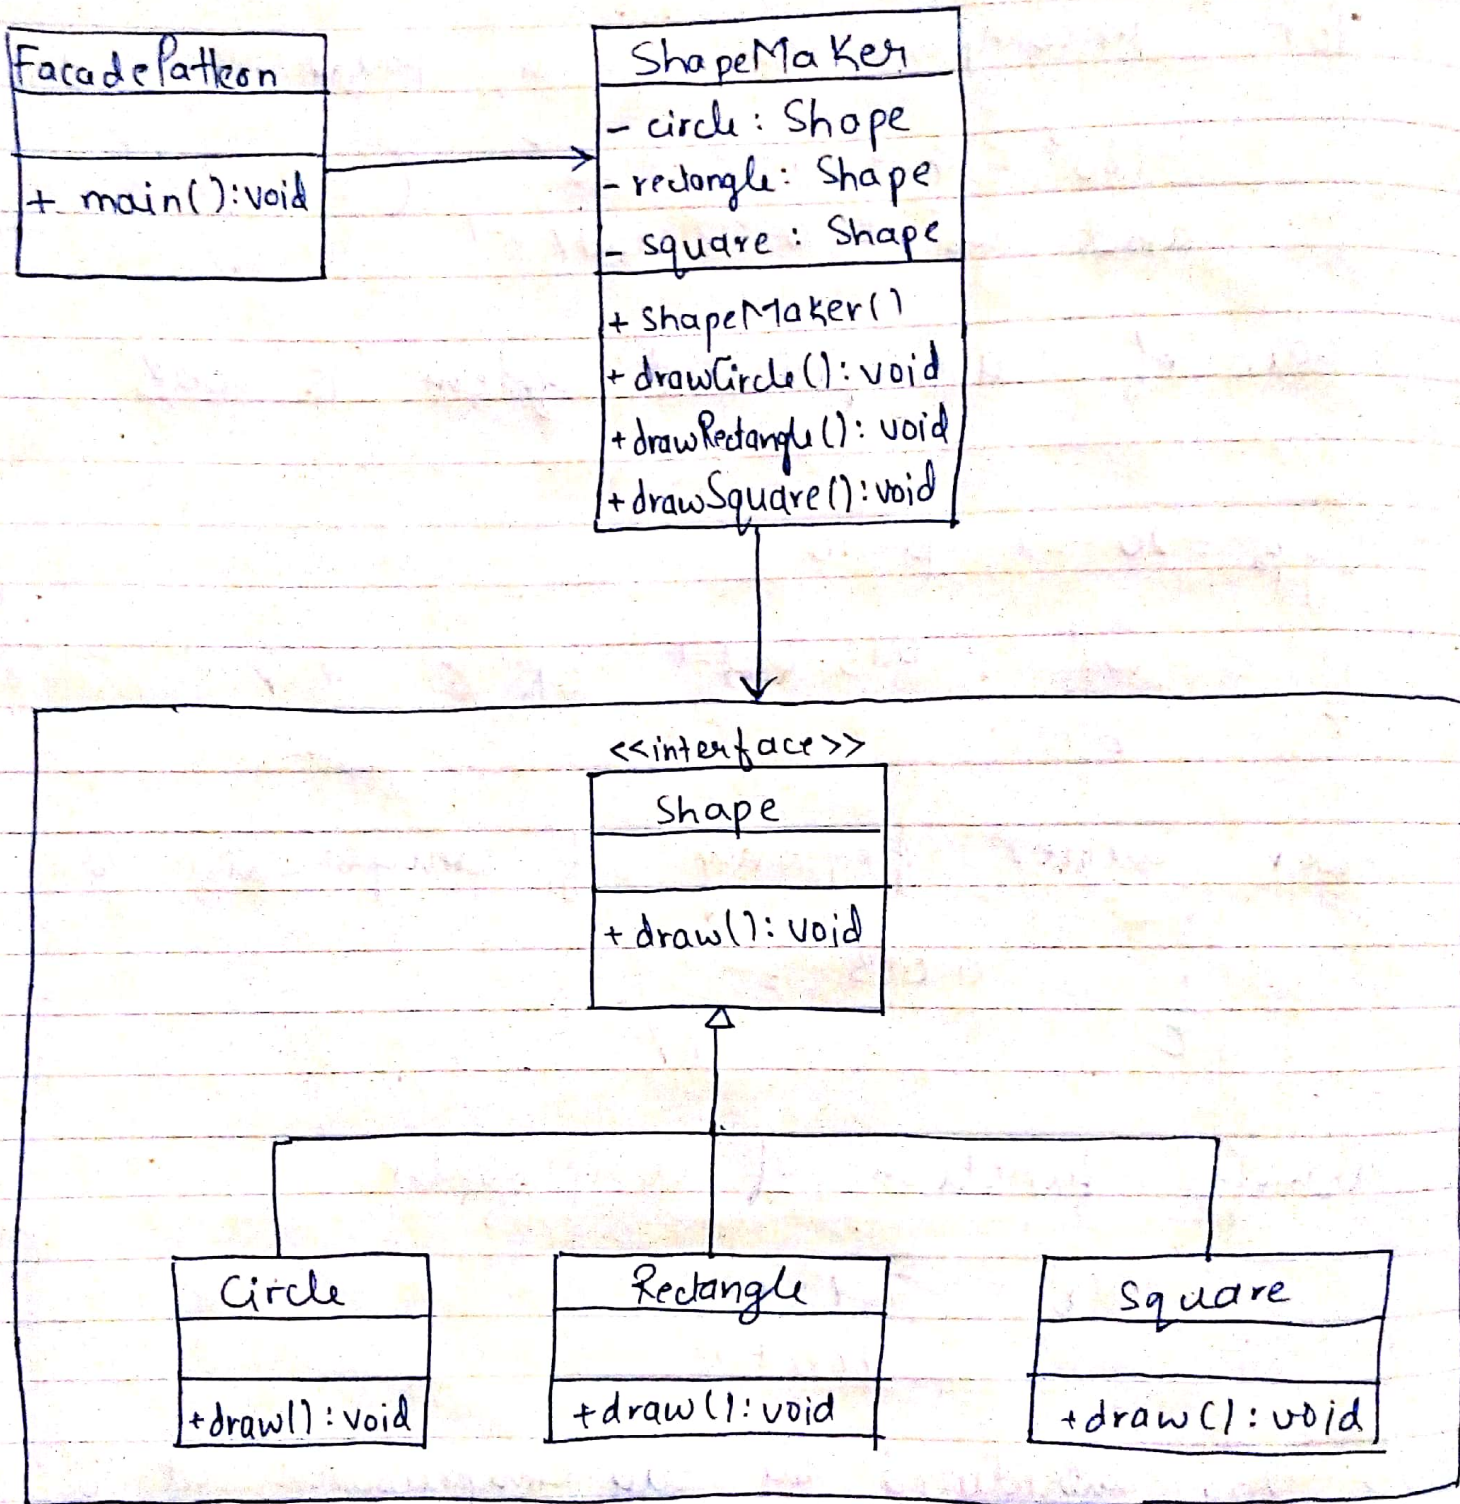 FacadePattern
+ main():void
ShapeMaker
- circle: Shape
- rectangle: Shape
- square: Shape
+ ShapeMaker()
+ drawCircle(): void
+ drawRectangle(): void
+ drawSquare(): void
<<interface>>
Shape
+ draw(): void
Circle
+draw(): void
Rectangle
+draw(): void
Square
+draw(): void